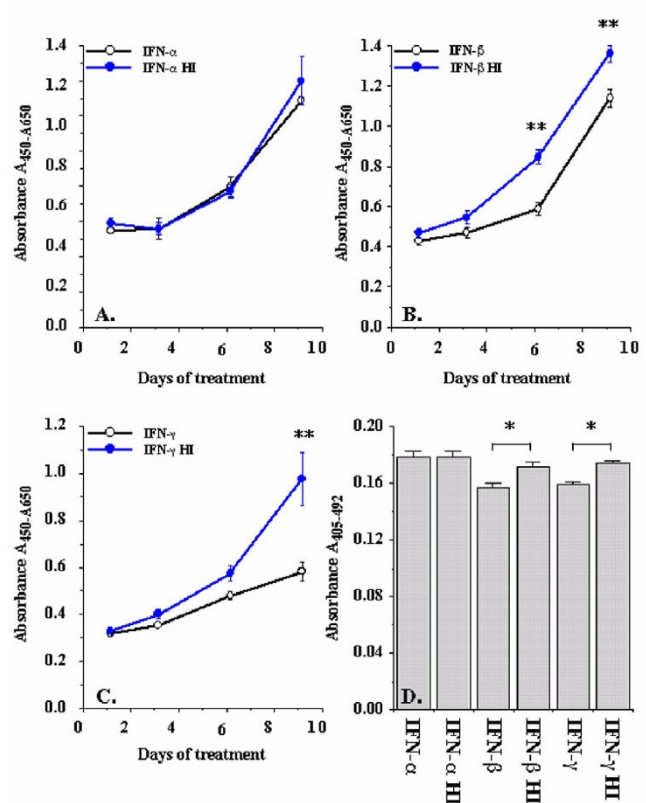 IFN-α
IFN-α HI
1.4
1.2
1.0
0.8
0.6
0.4
0.2
0.0
Absorbance A450-A650
A.
0 2 4 6 8 10
Days of treatment
IFN-β
IFN-β HI
**
**
1.4
1.2
1.0
0.8
0.6
0.4
0.2
0.0
Absorbance A450-A650
B.
0 2 4 6 8 10
Days of treatment
IFN-γ
IFN-γ HI
**
1.2
1.0
0.8
0.6
0.4
0.2
0.0
Absorbance A450-A650
C.
0 2 4 6 8 10
Days of treatment
* *
0.20
0.16
0.12
0.08
0.04
0.00
Absorbance A405-492
D.
IFN-α
IFN-α HI
IFN-β
IFN-β HI
IFN-γ
IFN-γ HI